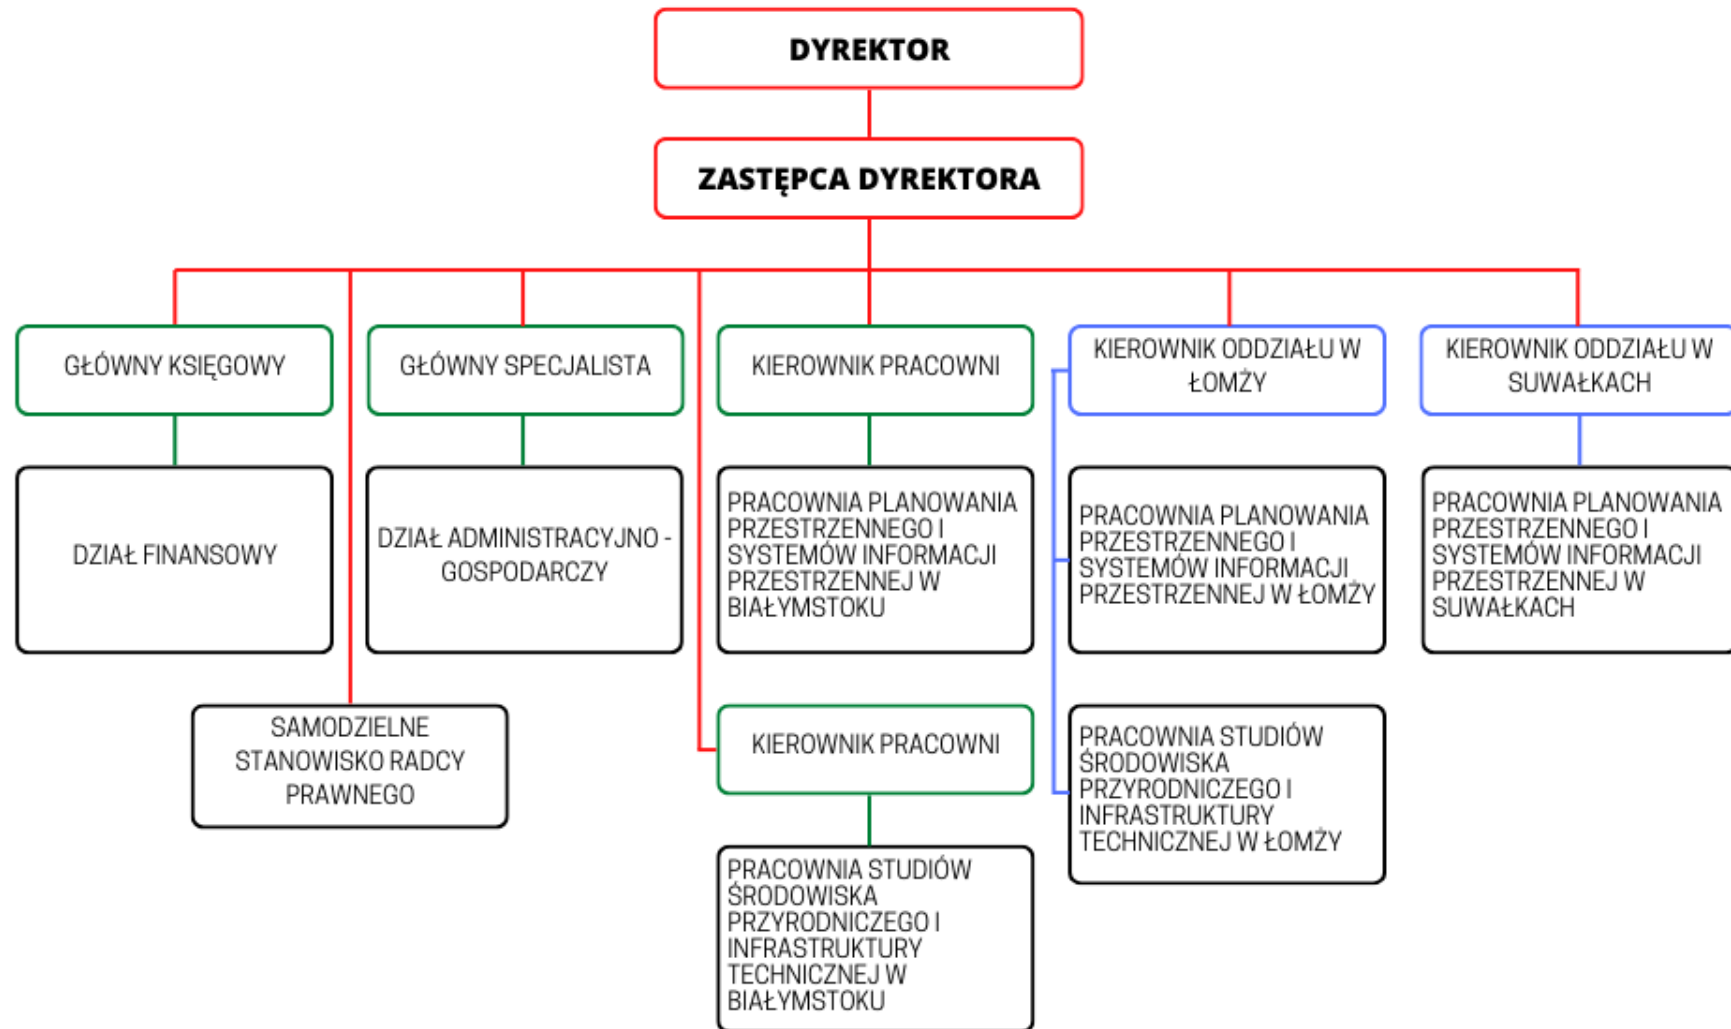 DYREKTOR
ZASTĘPCA DYREKTORA
GŁÓWNY KSIĘGOWY
GŁÓWNY SPECJALISTA
KIEROWNIK PRACOWNI
KIEROWNIK ODDZIAŁU W
ŁOMŻY
KIEROWNIK ODDZIAŁU W
SUWAŁKACH
DZIAŁ FINANSOWY
DZIAŁ ADMINISTRACYJNO -
GOSPODARCZY
PRACOWNIA PLANOWANIA
PRZESTRZENNEGO I
SYSTEMÓW INFORMACJI
PRZESTRZENNEJ W
BIAŁYMSTOKU
PRACOWNIA PLANOWANIA
PRZESTRZENNEGO I
SYSTEMÓW INFORMACJI
PRZESTRZENNEJ W ŁOMŻY
PRACOWNIA PLANOWANIA
PRZESTRZENNEGO I
SYSTEMÓW INFORMACJI
PRZESTRZENNEJ W
SUWAŁKACH
SAMODZIELNE
STANOWISKO RADCY
PRAWNEGO
KIEROWNIK PRACOWNI
PRACOWNIA STUDIÓW
ŚRODOWISKA
PRZYRODNICZEGO I
INFRASTRUKTURY
TECHNICZNEJ W ŁOMŻY
PRACOWNIA STUDIÓW
ŚRODOWISKA
PRZYRODNICZEGO I
INFRASTRUKTURY
TECHNICZNEJ W
BIAŁYMSTOKU